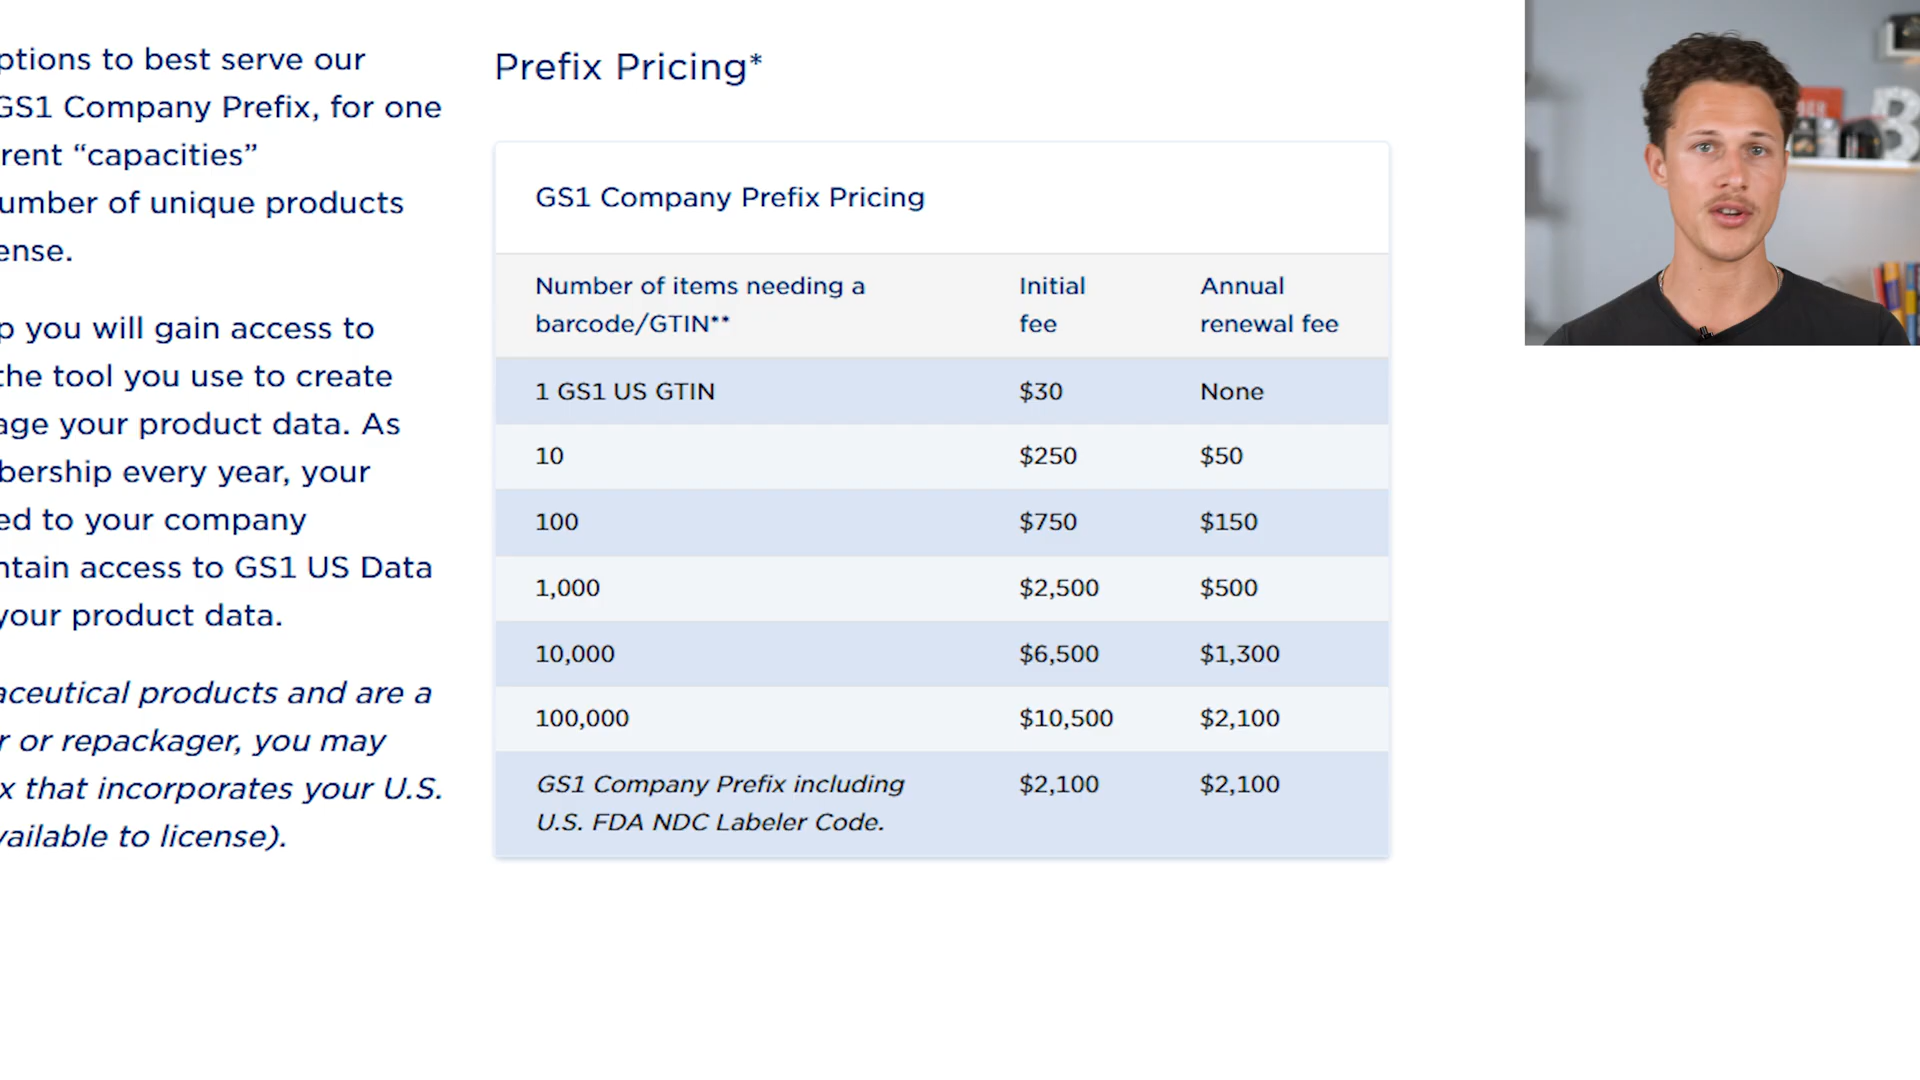 ptions to best serve our
GS1 Company Prefix, for one
rent “capacities”
umber of unique products
ense.
p you will gain access to
the tool you use to create
age your product data. As
bership every year, your
ed to your company
ntain access to GS1 US Data
your product data.
aceutical products and are a
r or repackager, you may
x that incorporates your U.S.
vailable to license).
Prefix Pricing*
GS1 Company Prefix Pricing
Number of items needing a barcode/GTIN** Initial fee Annual renewal fee
1 GS1 US GTIN $30 None
10 $250 $50
100 $750 $150
1,000 $2,500 $500
10,000 $6,500 $1,300
100,000 $10,500 $2,100
GS1 Company Prefix including $2,100 $2,100
U.S. FDA NDC Labeler Code.
B